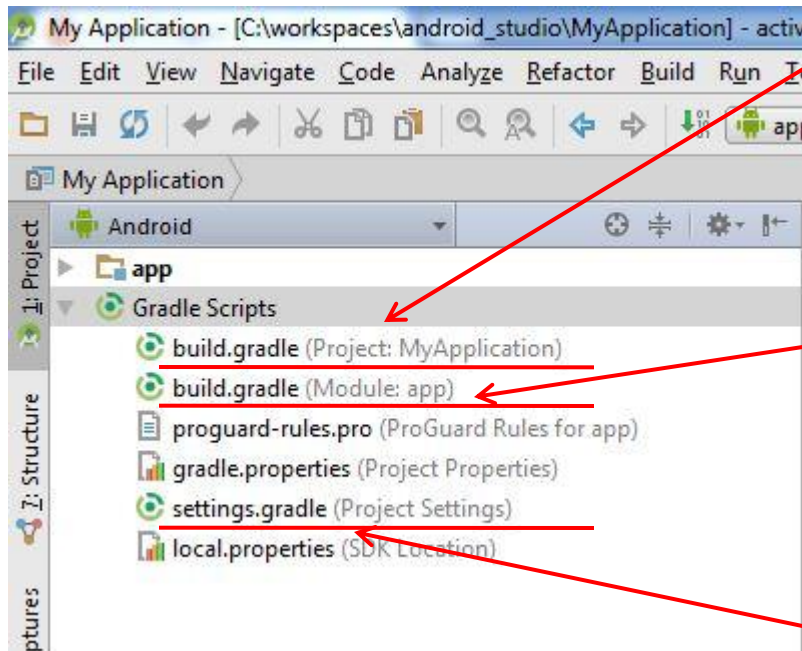 My Application - [C:\workspaces\android_studio\MyApplication] - activ
File Edit View Navigate Code Analyze Refactor Build Run
app
My Application
Android
1: Project
app
Gradle Scripts
build.gradle (Project: MyApplication)
build.gradle (Module: app)
proguard-rules.pro (ProGuard Rules for app)
gradle.properties (Project Properties)
settings.gradle (Project Settings)
local.properties (SDK Location)
7: Structure
ptures